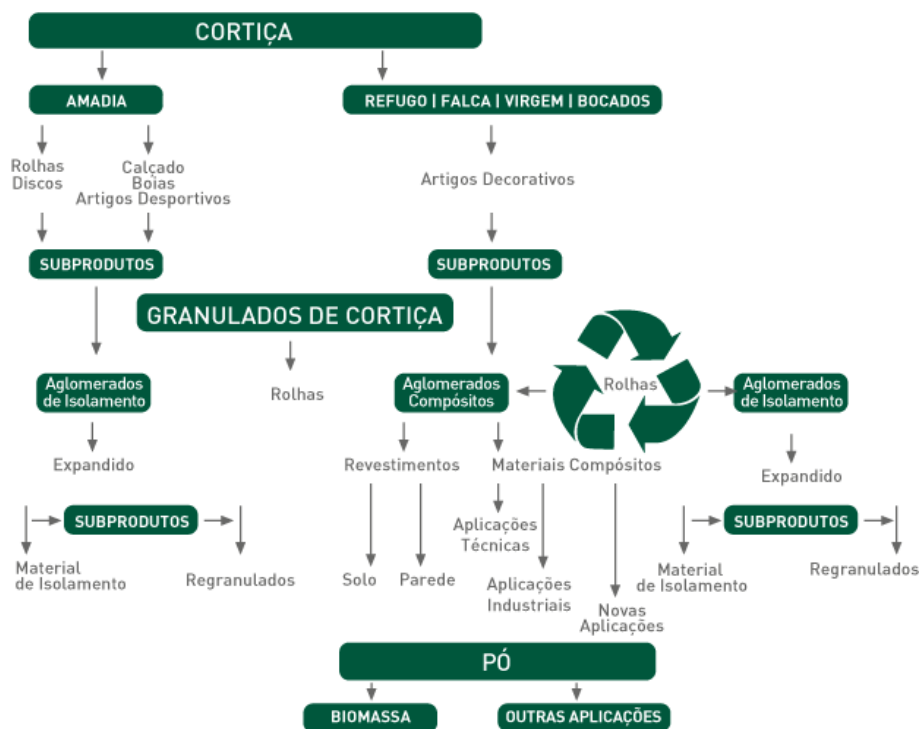 CORTIÇA
AMADIA
REFUGO | FALCA | VIRGEM | BOCADOS
Rolhas
Discos
Calçado
Boias
Artigos Desportivos
Artigos Decorativos
SUBPRODUTOS
SUBPRODUTOS
GRANULADOS DE CORTIÇA
Aglomerados
de Isolamento
Rolhas
Aglomerados
Compósitos
Rolhas
Aglomerados
de Isolamento
Expandido
Revestimentos
Materiais Compósitos
Expandido
SUBPRODUTOS
Material
de Isolamento
Regranulados
Solo
Parede
Aplicações
Técnicas
Aplicações
Industriais
Novas
Aplicações
SUBPRODUTOS
Material
de Isolamento
Regranulados
PÓ
BIOMASSA
OUTRAS APLICAÇÕES